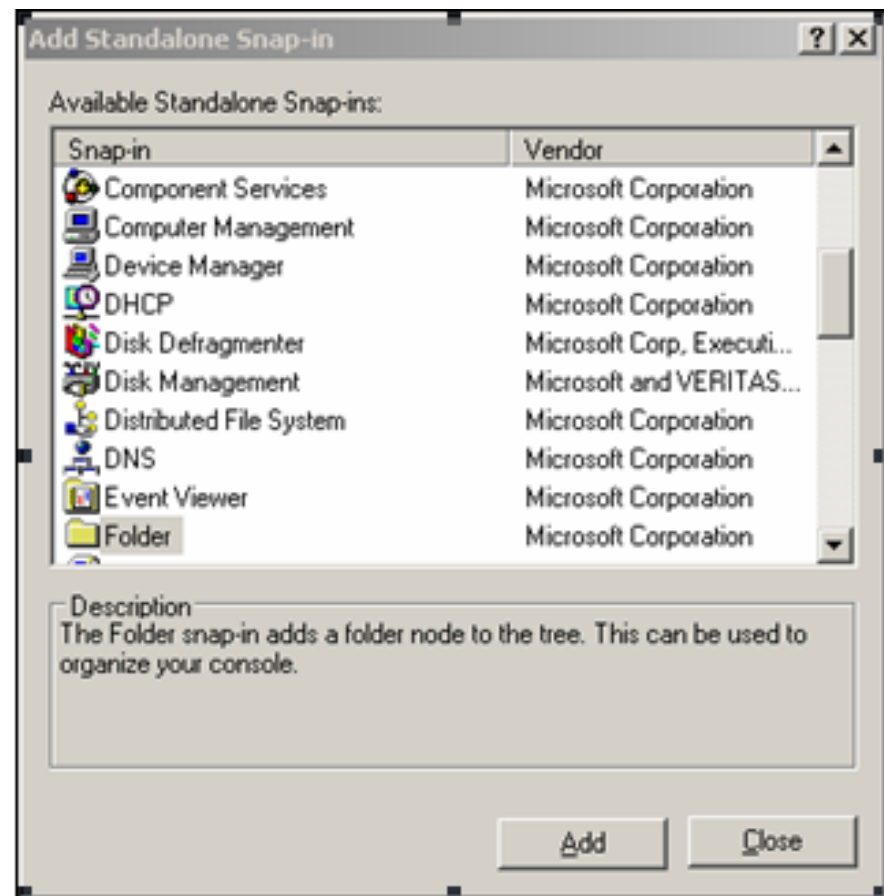 Add Standalone Snap-in
Available Standalone Snap-ins:
Snap-in Vendor
Component Services Microsoft Corporation
Computer Management Microsoft Corporation
Device Manager Microsoft Corporation
DHCP Microsoft Corporation
Disk Defragmenter Microsoft Corp, Executi...
Disk Management Microsoft and VERITAS...
Distributed File System Microsoft Corporation
DNS Microsoft Corporation
Event Viewer Microsoft Corporation
Folder Microsoft Corporation
Description
The Folder snap-in adds a folder node to the tree. This can be used to
organize your console.
Add Close